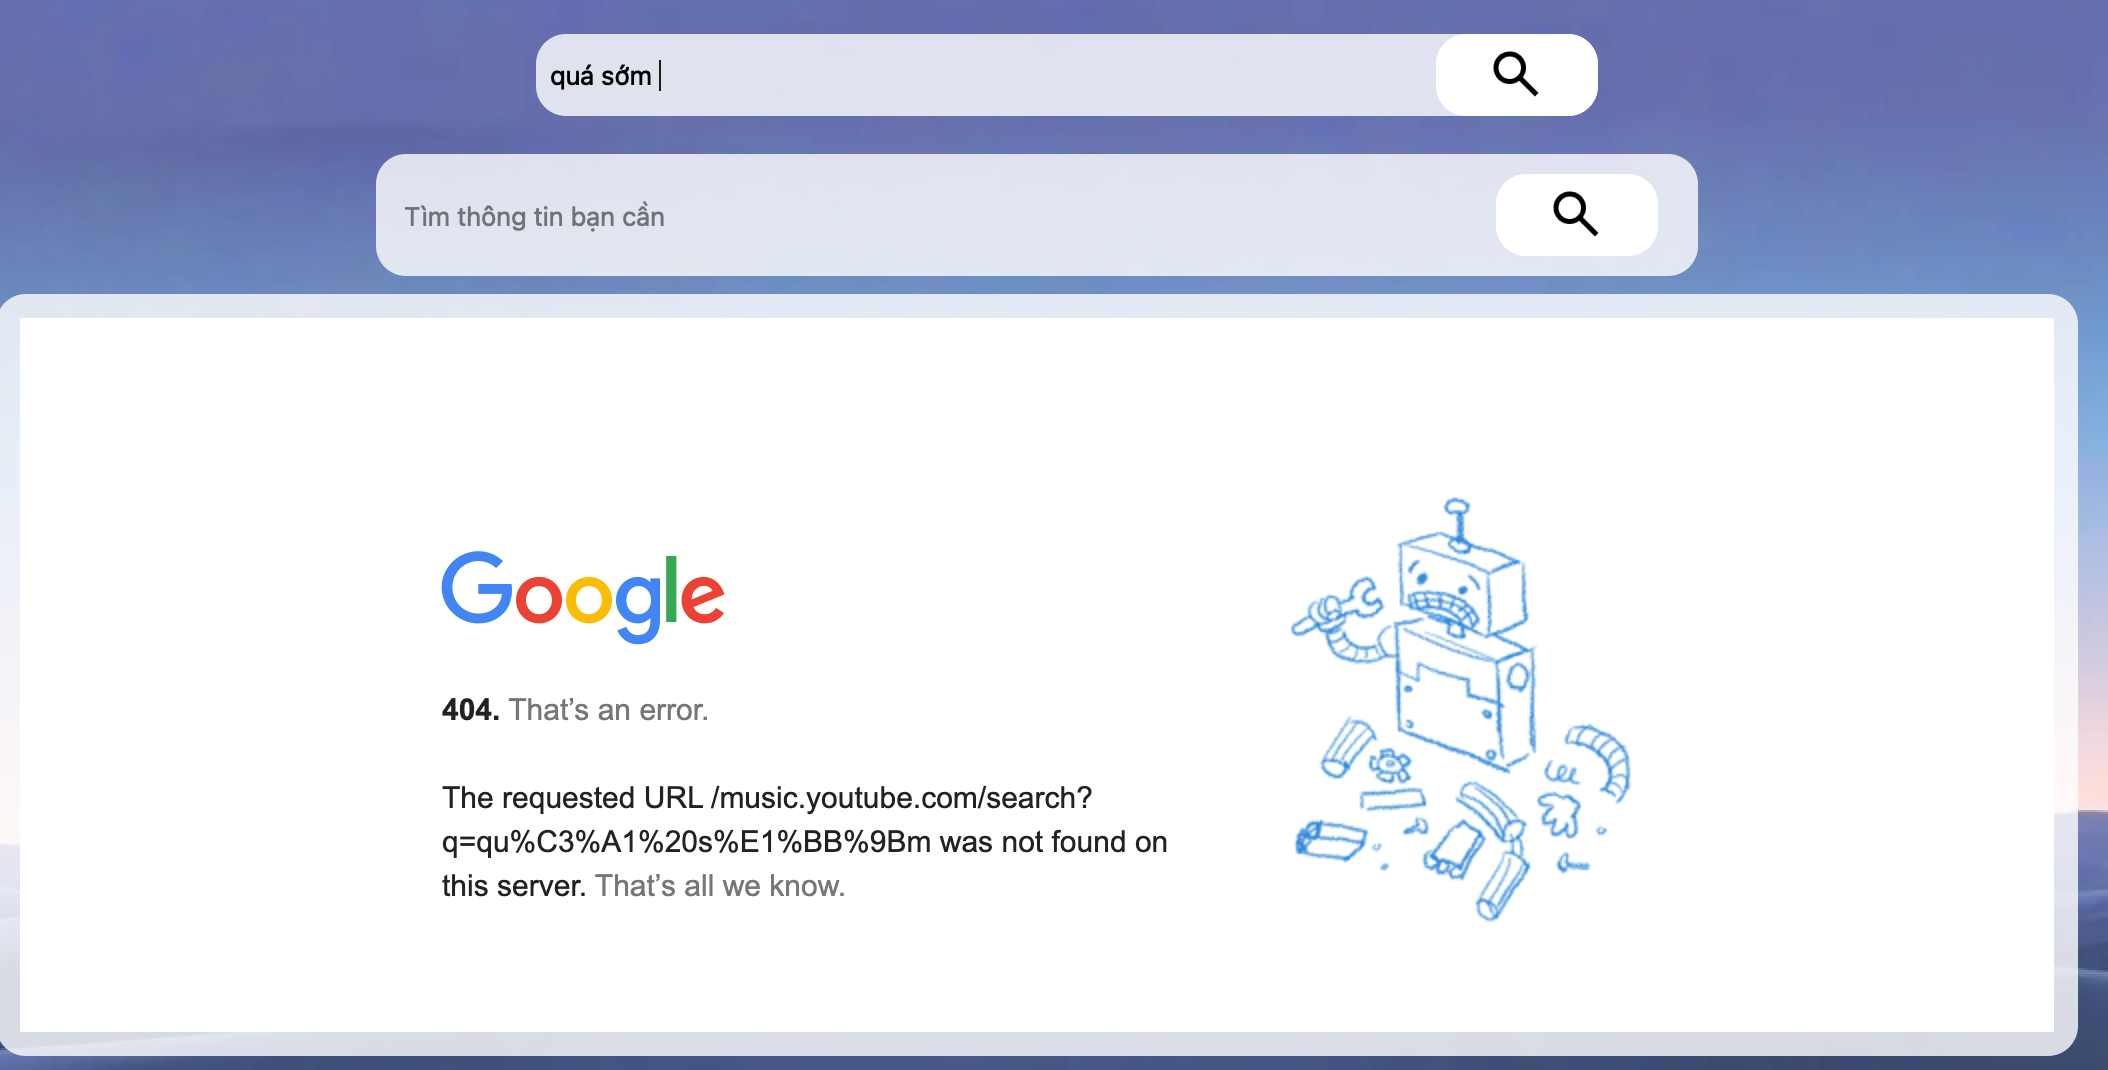 quá sớm
Tìm thông tin bạn cần
Google
404. That’s an error.
The requested URL /music.youtube.com/search?
q=qu%C3%A1%20s%E1%BB%9Bm was not found on
this server. That’s all we know.